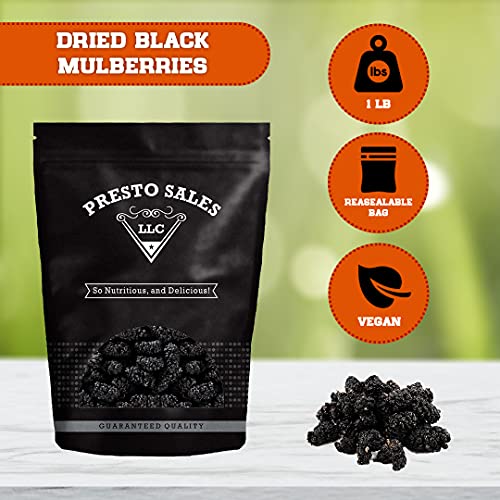 DRIED BLACK
MULBERRIES
lbs
1 LB
REASEALABLE
BAG
VEGAN
PRESTO SALES
LLC
So Nutritious, and Delicious!
GUARANTEED QUALITY